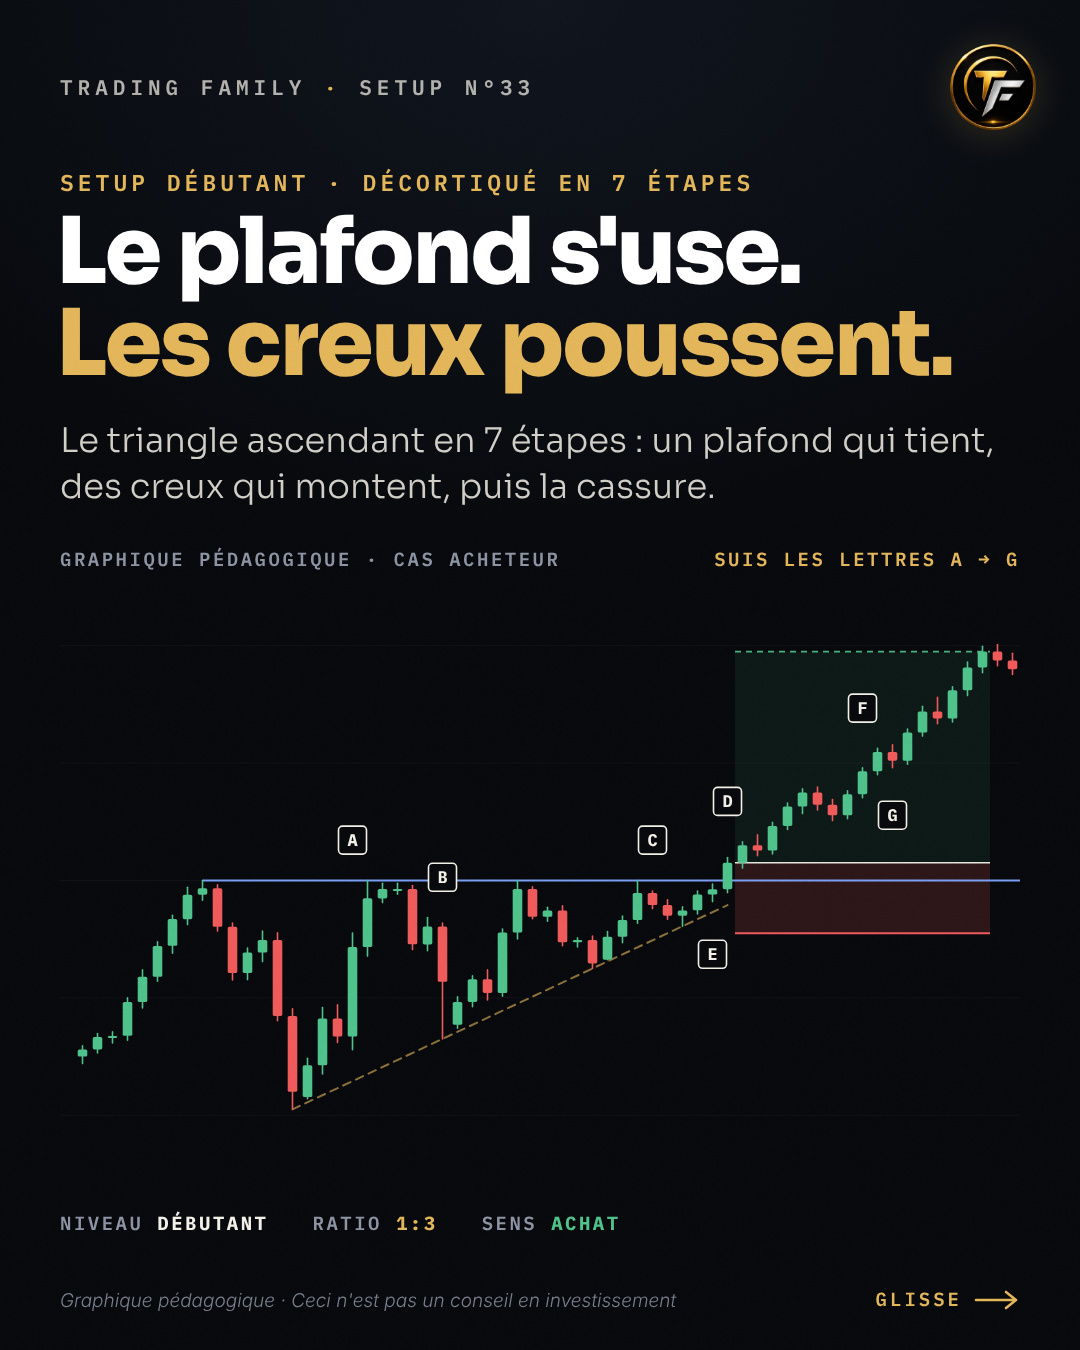 TRADING FAMILY · SETUP N°33
TF
SETUP DÉBUTANT · DÉCORTIQUÉ EN 7 ÉTAPES
Le plafond s'use.
Les creux poussent.
Le triangle ascendant en 7 étapes : un plafond qui tient,
des creux qui montent, puis la cassure.
GRAPHIQUE PÉDAGOGIQUE · CAS ACHETEUR
SUIS LES LETTRES A → G
F
D
G
A
C
B
E
NIVEAU DÉBUTANT RATIO 1:3 SENS ACHAT
Graphique pédagogique · Ceci n'est pas un conseil en investissement
GLISSE →